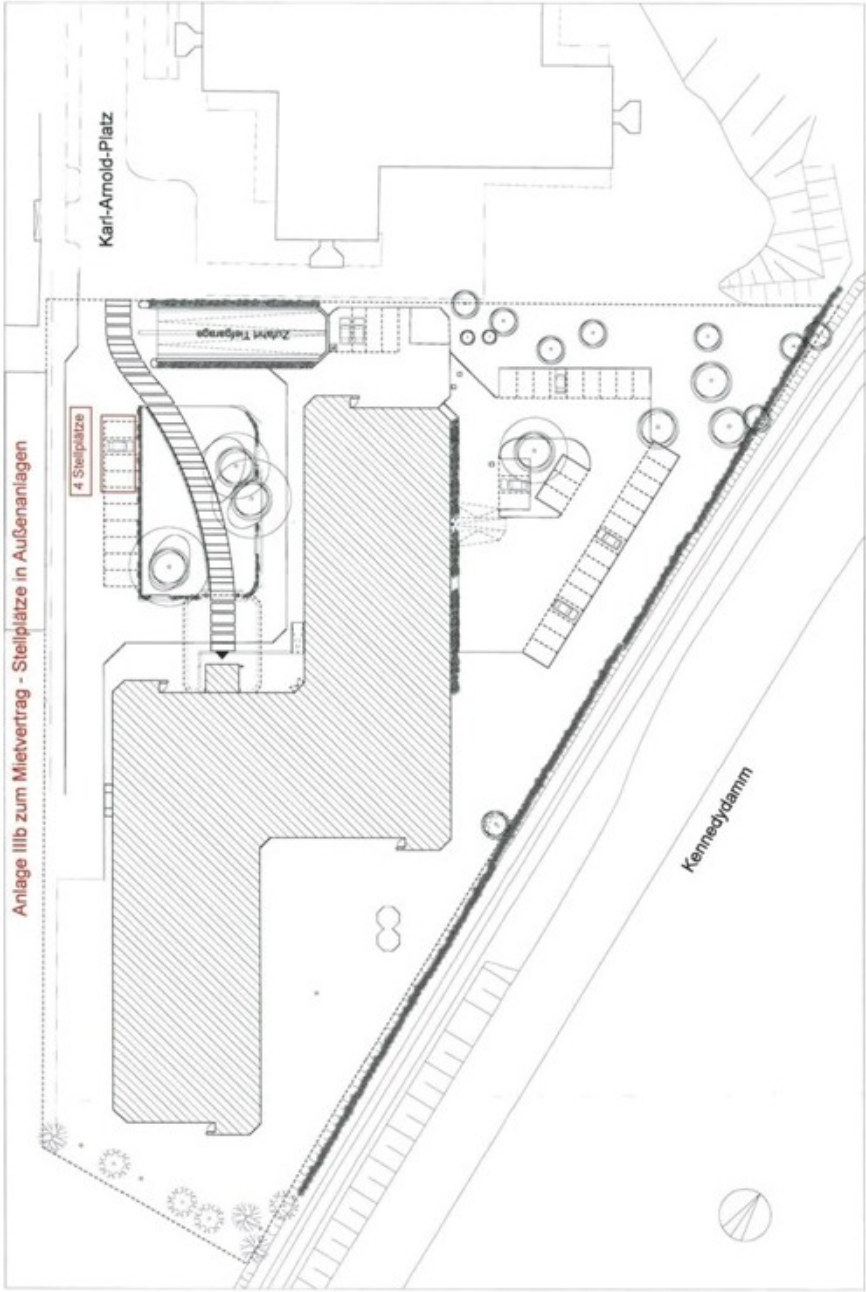 Anlage IIIb zum Mietvertrag - Stellplätze in Außenanlagen
4 Stellplätze
Karl-Arnold-Platz
Zufahrt Tiefgarage
Kennedydamm